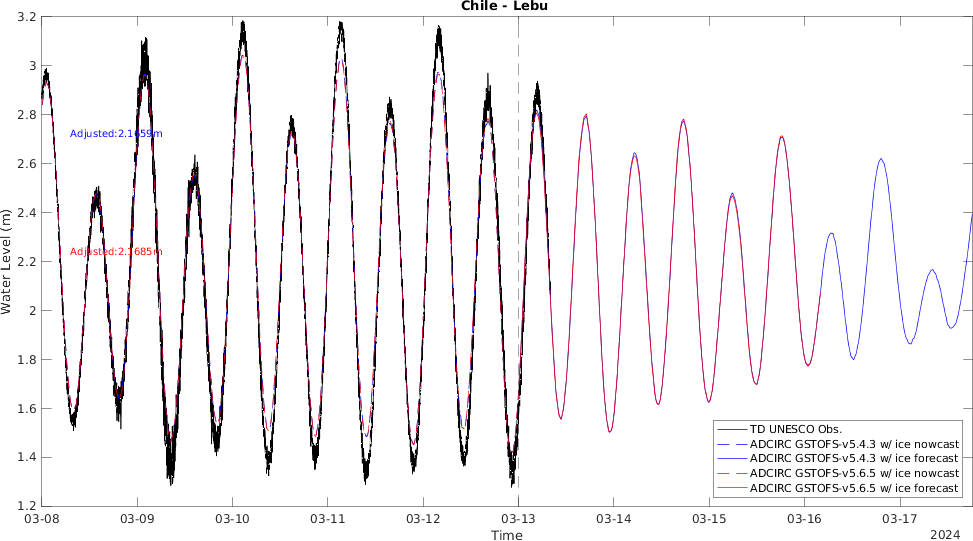 Chile - Lebu
3.2
3
2.8
2.6
2.4
2.2
2
1.8
1.6
1.4
1.2
Water Level (m)
Adjusted:2.1659m
Adjusted:2.1685m
TD UNESCO Obs.
ADCIRC GSTOFS-v5.4.3 w/ ice nowcast
ADCIRC GSTOFS-v5.4.3 w/ ice forecast
ADCIRC GSTOFS-v5.6.5 w/ ice nowcast
ADCIRC GSTOFS-v5.6.5 w/ ice forecast
03-08 03-09 03-10 03-11 03-12 03-13 03-14 03-15 03-16 03-17
Time
2024